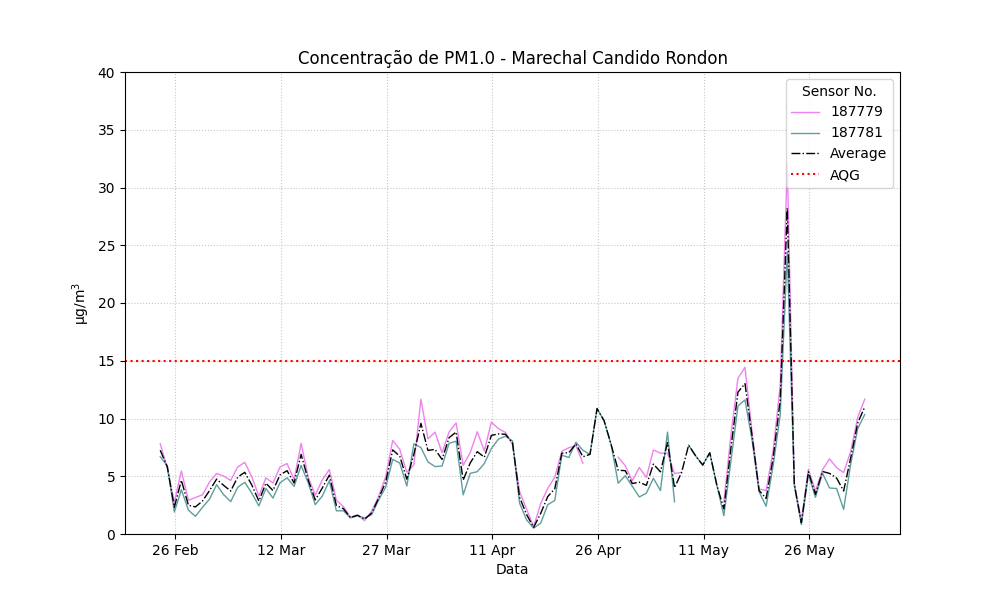 Concentração de PM1.0 - Marechal Candido Rondon
40
35
30
25
20
15
10
5
0
µg/m³
Sensor No.
187779
187781
Average
AQG
26 Feb
12 Mar
27 Mar
11 Apr
26 Apr
11 May
26 May
Data